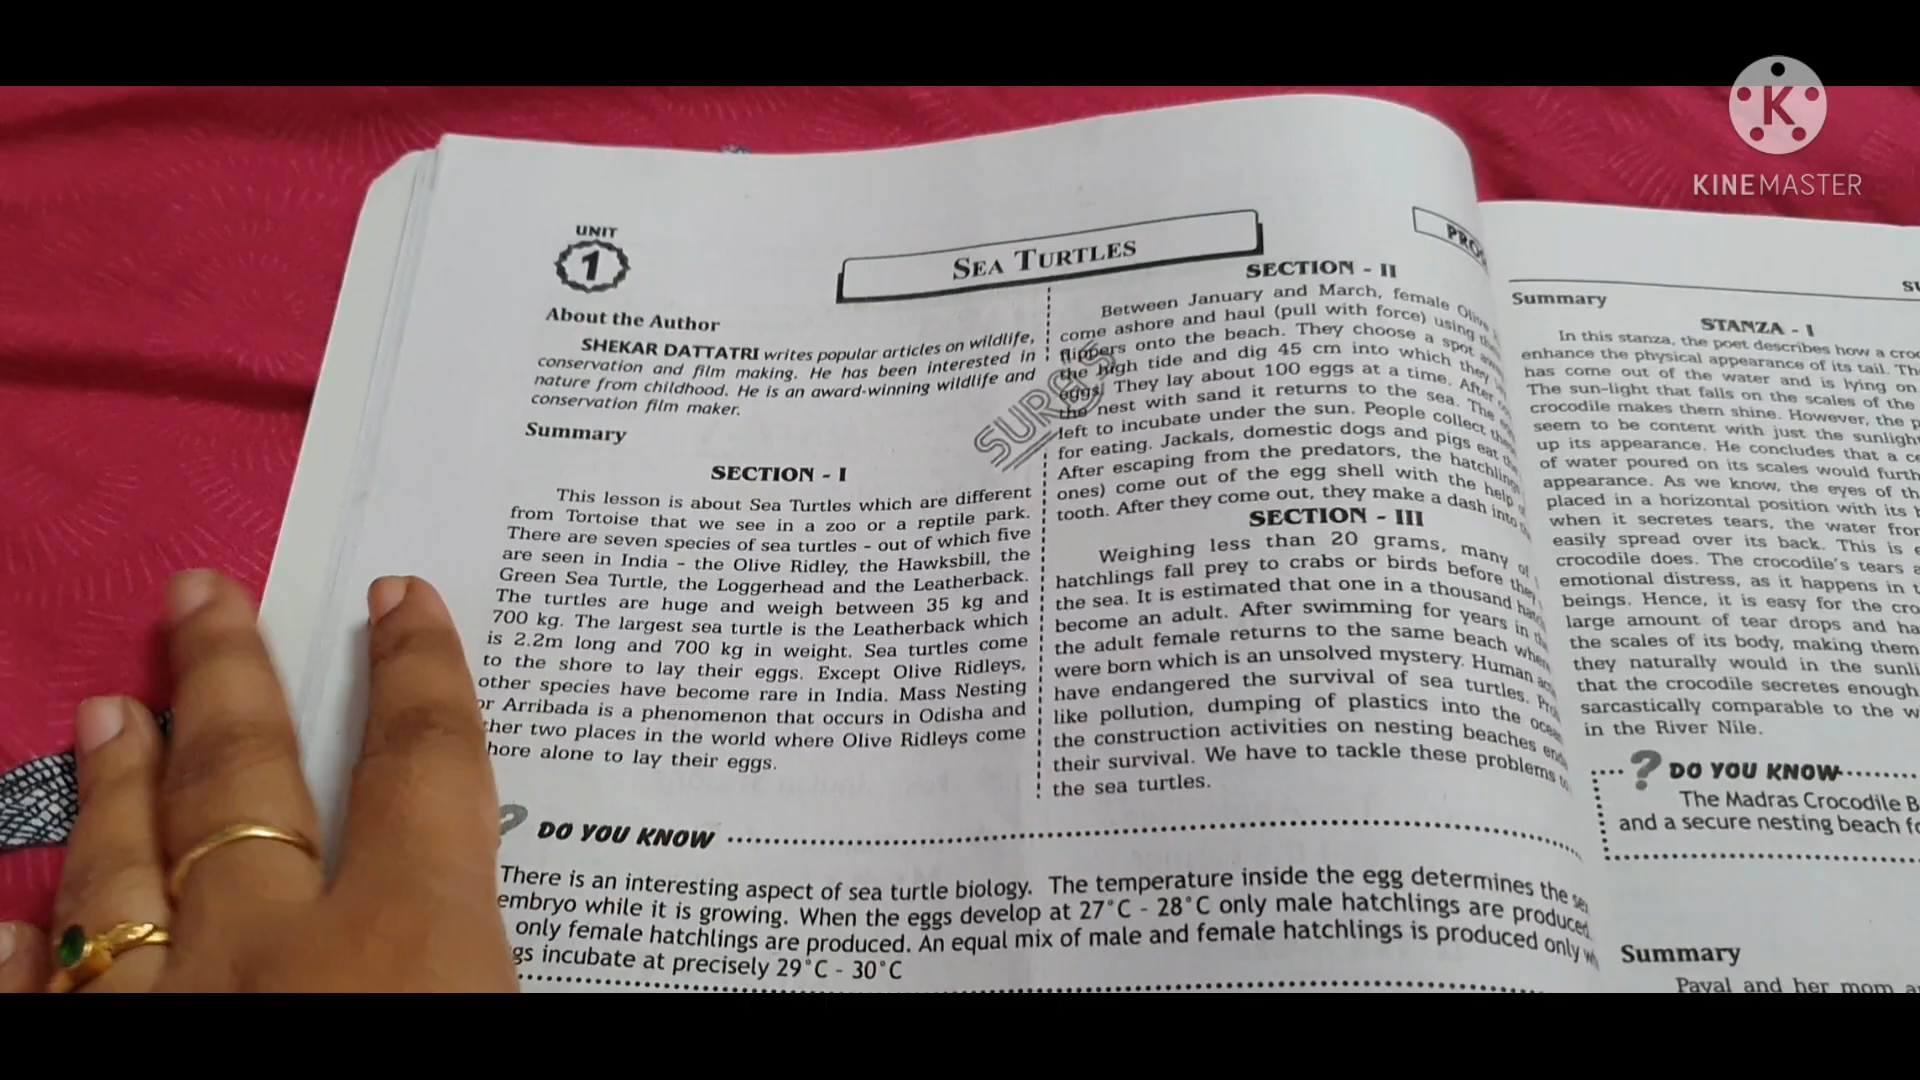 K
KINEMASTER
UNIT
1
SEA TURTLES
About the Author
SHEKAR DATTATRI writes popular articles on wildlife,
conservation and film making. He has been interested in
nature from childhood. He is an award-winning wildlife and
conservation film maker.
Summary
SECTION - I
This lesson is about Sea Turtles which are different
from Tortoise that we see in a zoo or a reptile park.
There are seven species of sea turtles - out of which five
are seen in India - the Olive Ridley, the Hawksbill, the
Green Sea Turtle, the Loggerhead and the Leatherback.
The turtles are huge and weigh between 35 kg and
700 kg. The largest sea turtle is the Leatherback which
is 2.2m long and 700 kg in weight. Sea turtles come
to the shore to lay their eggs. Except Olive Ridleys,
other species have become rare in India. Mass Nesting
or Arribada is a phenomenon that occurs in Odisha and
ther two places in the world where Olive Ridleys come
hore alone to lay their eggs.
SECTION - II
Between January and March, female Olive
come ashore and haul (pull with force) using
flippers onto the beach. They choose a spot
the high tide and dig 45 cm into which they
eggs. They lay about 100 eggs at a time. After
the nest with sand it returns to the sea. The
left to incubate under the sun. People collect
for eating. Jackals, domestic dogs and pigs eat
After escaping from the predators, the hatchlings
ones) come out of the egg shell with the help
tooth. After they come out, they make a dash into
SECTION - III
Weighing less than 20 grams, many of
hatchlings fall prey to crabs or birds before they
the sea. It is estimated that one in a thousand
become an adult. After swimming for years in
the adult female returns to the same beach
were born which is an unsolved mystery. Human
have endangered the survival of sea turtles.
like pollution, dumping of plastics into the
the construction activities on nesting beaches
their survival. We have to tackle these problems
the sea turtles.
? DO YOU KNOW
There is an interesting aspect of sea turtle biology. The temperature inside the egg determines the
embryo while it is growing. When the eggs develop at 27°C - 28°C only male hatchlings are produced
only female hatchlings are produced. An equal mix of male and female hatchlings is produced only
gs incubate at precisely 29°C - 30°C
Summary
STANZA - I
In this stanza, the poet describes how a
enhance the physical appearance of its tail.
has come out of the water and is lying on
The sun-light that falls on the scales of the
crocodile makes them shine. However, the
seem to be content with just the sunlight
up its appearance. He concludes that a
of water poured on its scales would
appearance. As we know, the eyes of
placed in a horizontal position with its
when it secretes tears, the water
easily spread over its back. This is
crocodile does. The crocodile's tears
emotional distress, as it happens in
beings. Hence, it is easy for the
large amount of tear drops and
the scales of its body, making them
they naturally would in the
that the crocodile secretes enough
sarcastically comparable to the
in the River Nile.
? DO YOU KNOW
The Madras Crocodile
and a secure nesting beach
Summary
Payal and her mom